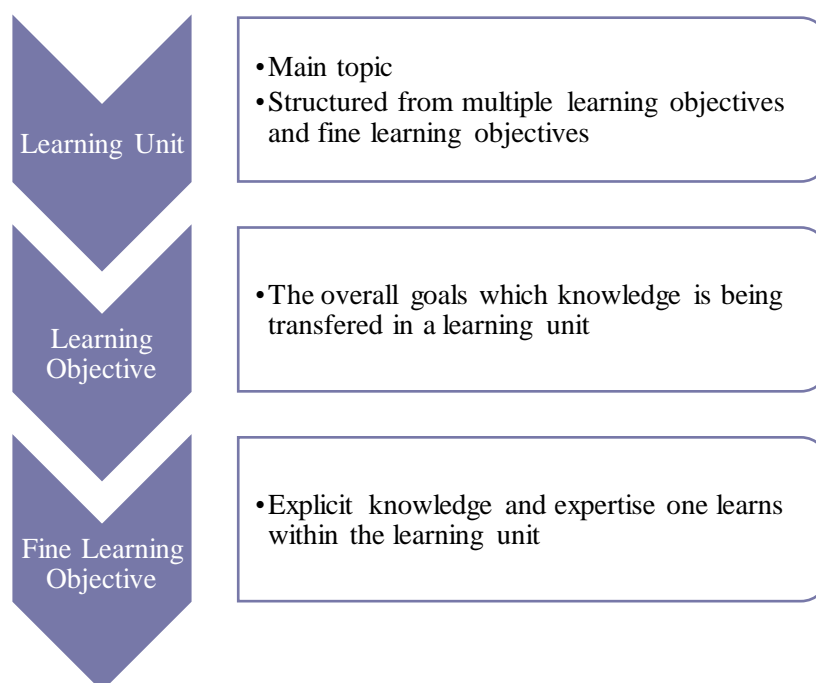 Learning Unit
•Main topic
•Structured from multiple learning objectives
and fine learning objectives
Learning
Objective
•The overall goals which knowledge is being
transfered in a learning unit
Fine Learning
Objective
•Explicit knowledge and expertise one learns
within the learning unit